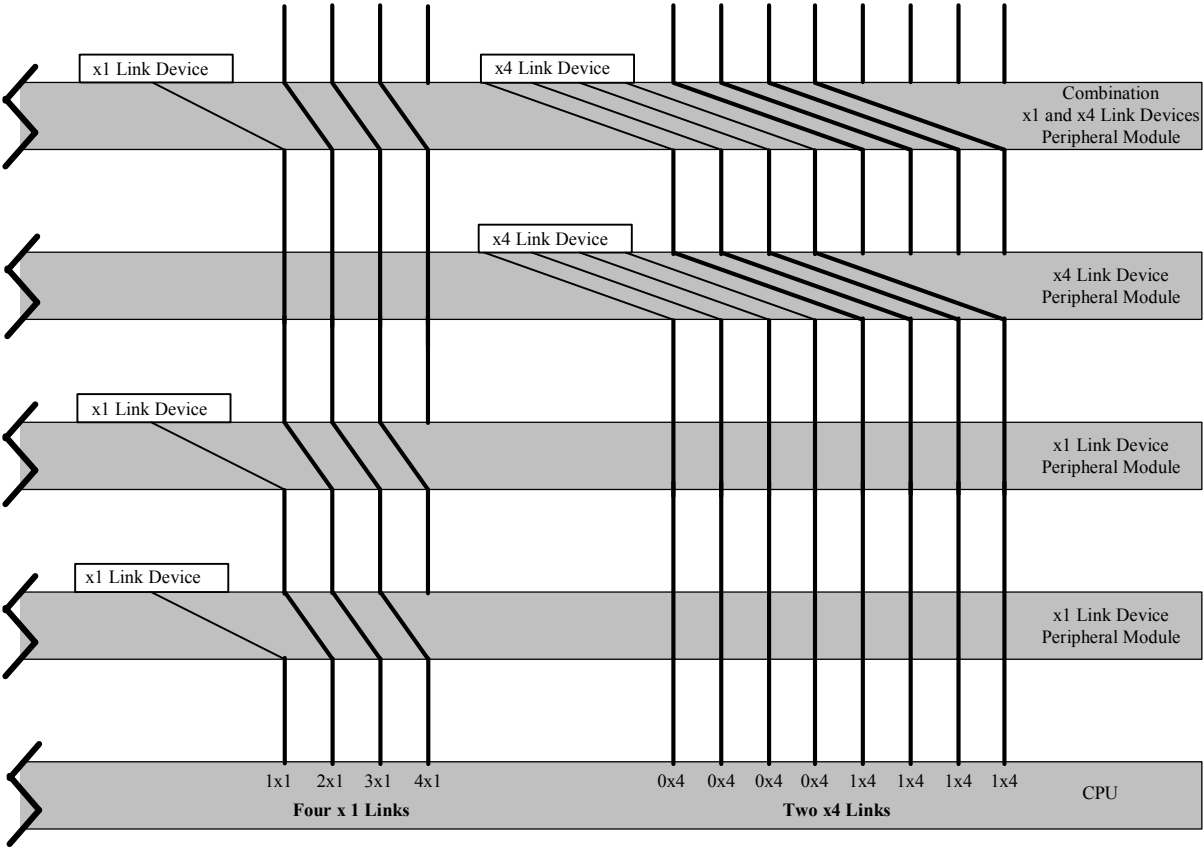 x1 Link Device
x4 Link Device
Combination
x1 and x4 Link Devices
Peripheral Module
x4 Link Device
x4 Link Device
Peripheral Module
x1 Link Device
x1 Link Device
Peripheral Module
x1 Link Device
x1 Link Device
Peripheral Module
1x1 2x1 3x1 4x1 0x4 0x4 0x4 0x4 1x4 1x4 1x4 1x4
Four x 1 Links
Two x4 Links
CPU